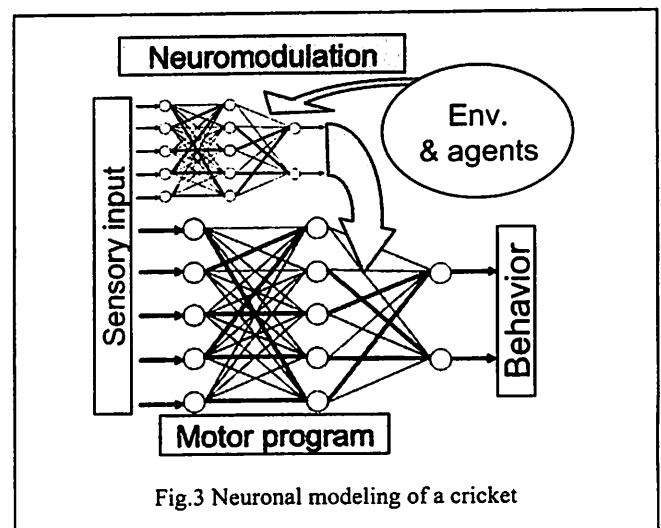 Neuromodulation
Env.
& agents
Sensory input
Behavior
Motor program
Fig.3 Neuronal modeling of a cricket